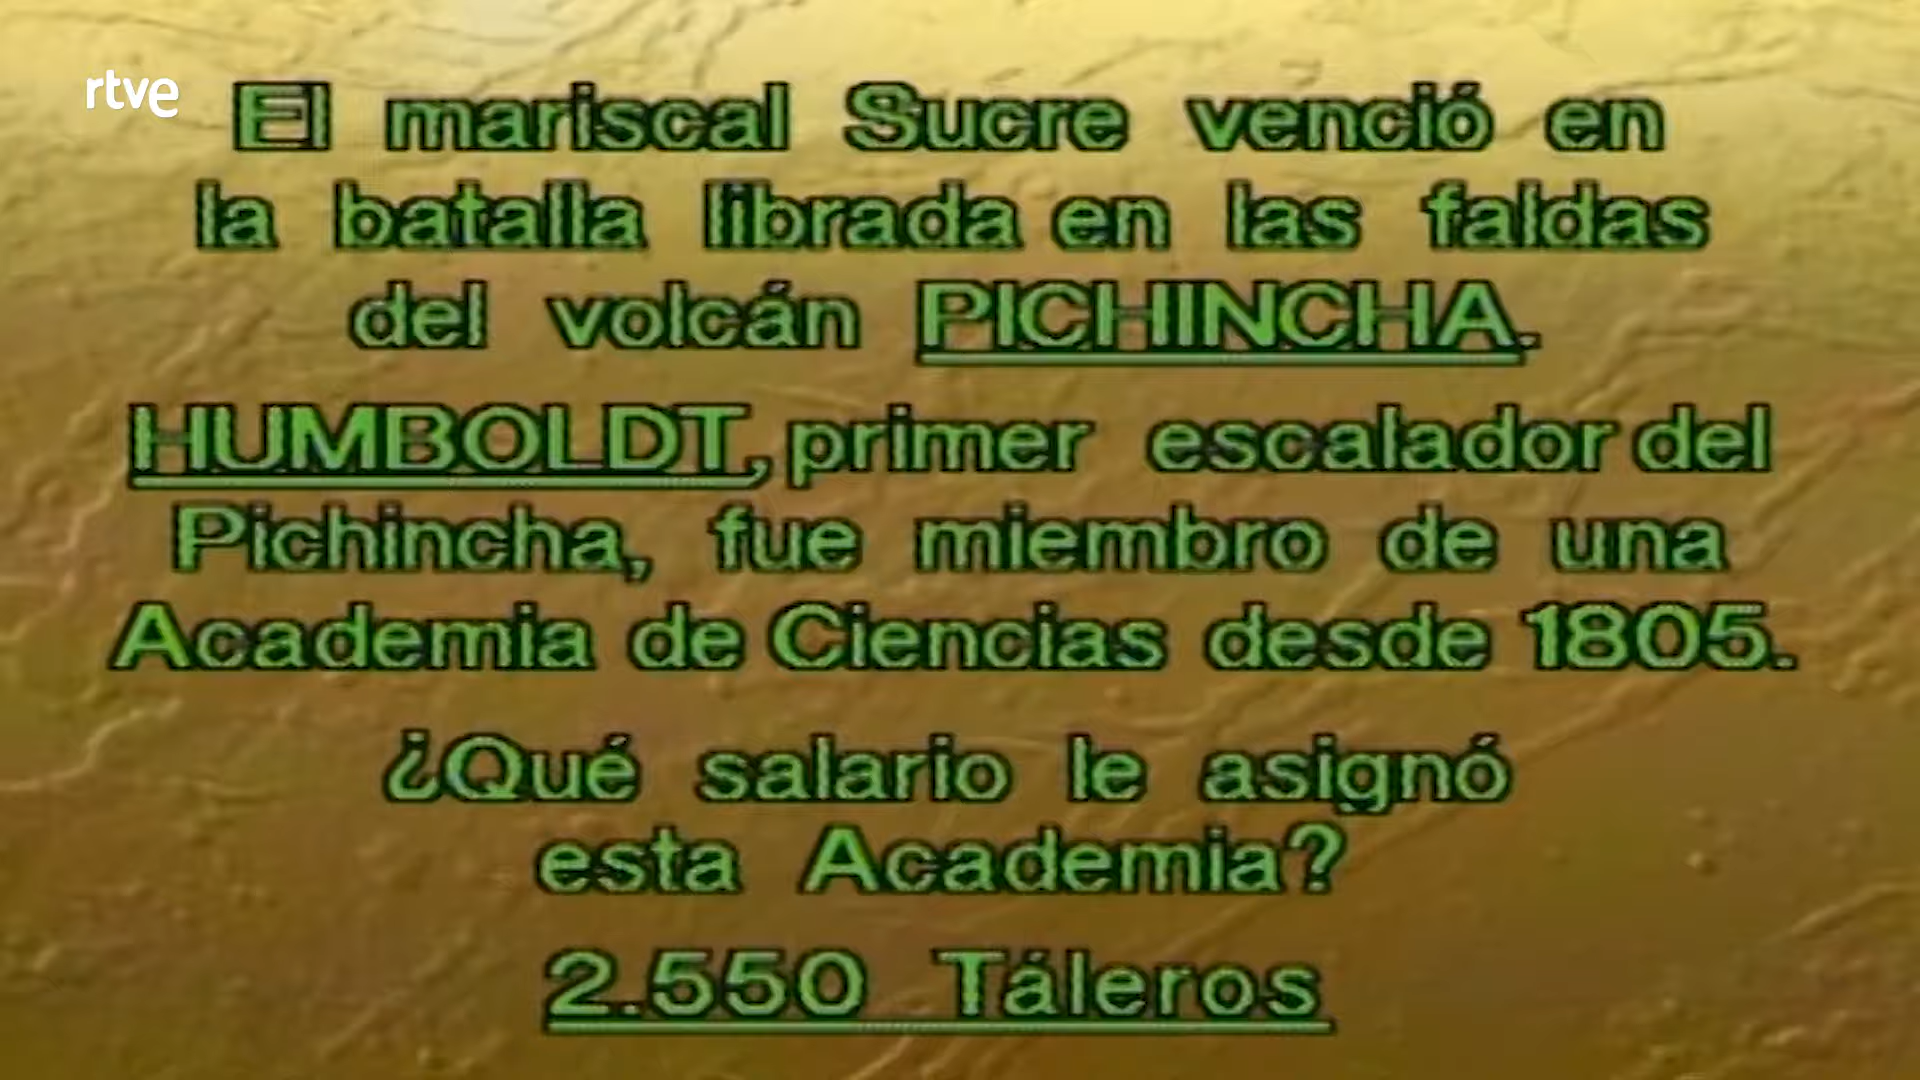 rtve
El mariscal Sucre venció en
la batalla librada en las faldas
del volcán PICHINCHA.
HUMBOLDT, primer escalador del
Pichincha, fue miembro de una
Academia de Ciencias desde 1805.
¿Qué salario le asignó
esta Academia?
2.550 Táleros